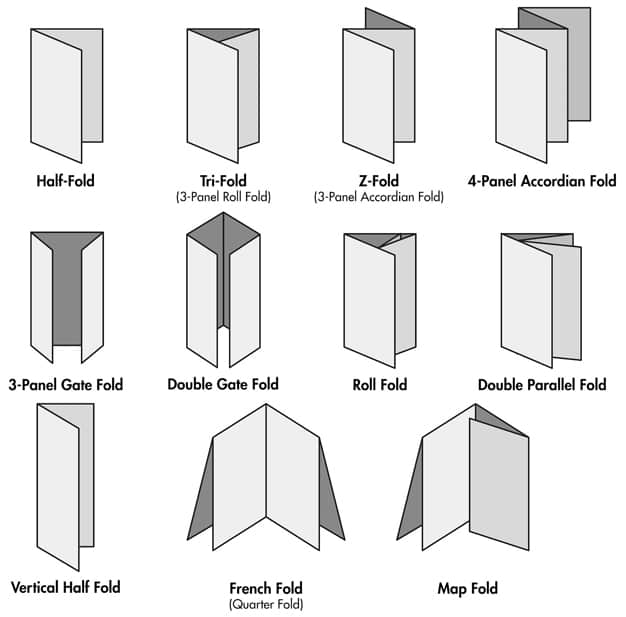 Half-Fold
Tri-Fold
(3-Panel Roll Fold)
Z-Fold
(3-Panel Accordian Fold)
4-Panel Accordian Fold
3-Panel Gate Fold
Double Gate Fold
Roll Fold
Double Parallel Fold
Vertical Half Fold
French Fold
(Quarter Fold)
Map Fold